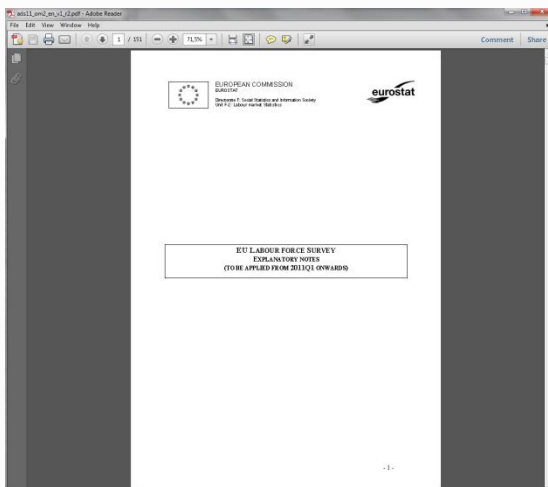 ads11_om2_en_v1_r2.pdf - Adobe Reader
File Edit View Window Help
1 / 151 71,5% Comment Share
EUROPEAN COMMISSION
EUROSTAT
Directorate F: Social Statistics and Information Society
Unit F-2: Labour market Statistics
eurostat
EU LABOUR FORCE SURVEY
EXPLANATORY NOTES
(TO BE APPLIED FROM 2011Q1 ONWARDS)
- 1 -